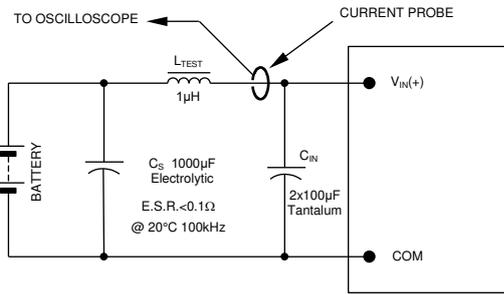 TO OSCILLOSCOPE
CURRENT PROBE
LTEST
1µH
VIN(+)
BATTERY
CS 1000µF
Electrolytic
E.S.R.<0.1Ω
@ 20°C 100kHz
CIN
2x100µF
Tantalum
COM